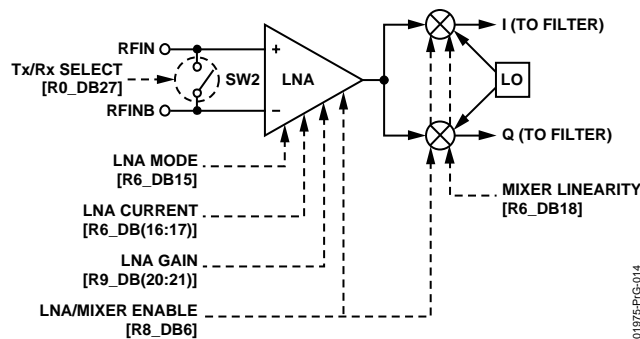 RFIN
I (TO FILTER)
Tx/Rx SELECT
[R0_DB27]
SW2
+
LNA
–
LO
RFINB
Q (TO FILTER)
LNA MODE
[R6_DB15]
MIXER LINEARITY
[R6_DB18]
LNA CURRENT
[R6_DB(16:17)]
LNA GAIN
[R9_DB(20:21)]
LNA/MIXER ENABLE
[R8_DB6]
01975-PrG-014